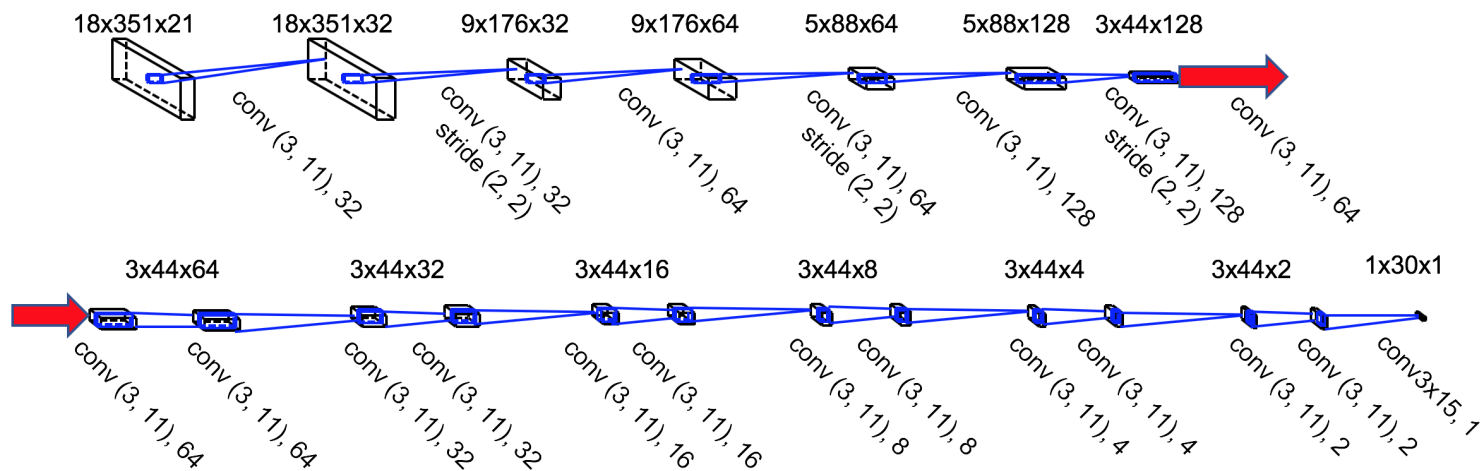 18x351x21
18x351x32
9x176x32
9x176x64
5x88x64
5x88x128
3x44x128
conv (3, 11), 32
conv (3, 11), 32
stride (2, 2)
conv (3, 11), 64
conv (3, 11), 64
stride (2, 2)
conv (3, 11), 128
conv (3, 11), 128
stride (2, 2)
conv (3, 11), 64
3x44x64
3x44x32
3x44x16
3x44x8
3x44x4
3x44x2
1x30x1
conv (3, 11), 64
conv (3, 11), 64
conv (3, 11), 32
conv (3, 11), 32
conv (3, 11), 16
conv (3, 11), 16
conv (3, 11), 8
conv (3, 11), 8
conv (3, 11), 4
conv (3, 11), 4
conv (3, 11), 2
conv (3, 11), 2
conv3x15, 1